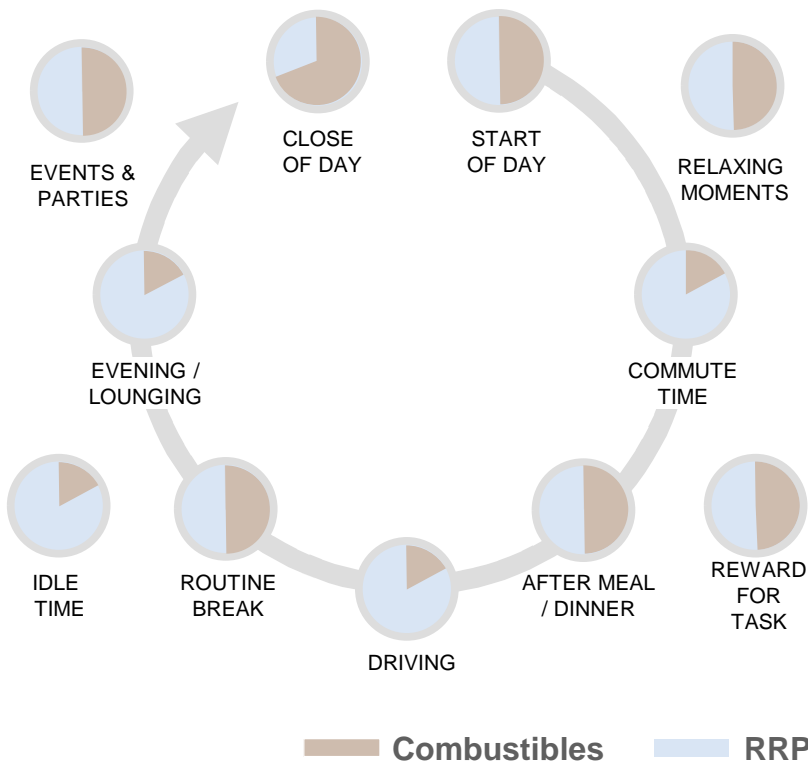 CLOSE
OF DAY
START
OF DAY
EVENTS &
PARTIES
RELAXING
MOMENTS
EVENING /
LOUNGING
COMMUTE
TIME
IDLE
TIME
ROUTINE
BREAK
DRIVING
AFTER MEAL
/ DINNER
REWARD
FOR
TASK
Combustibles
RRP